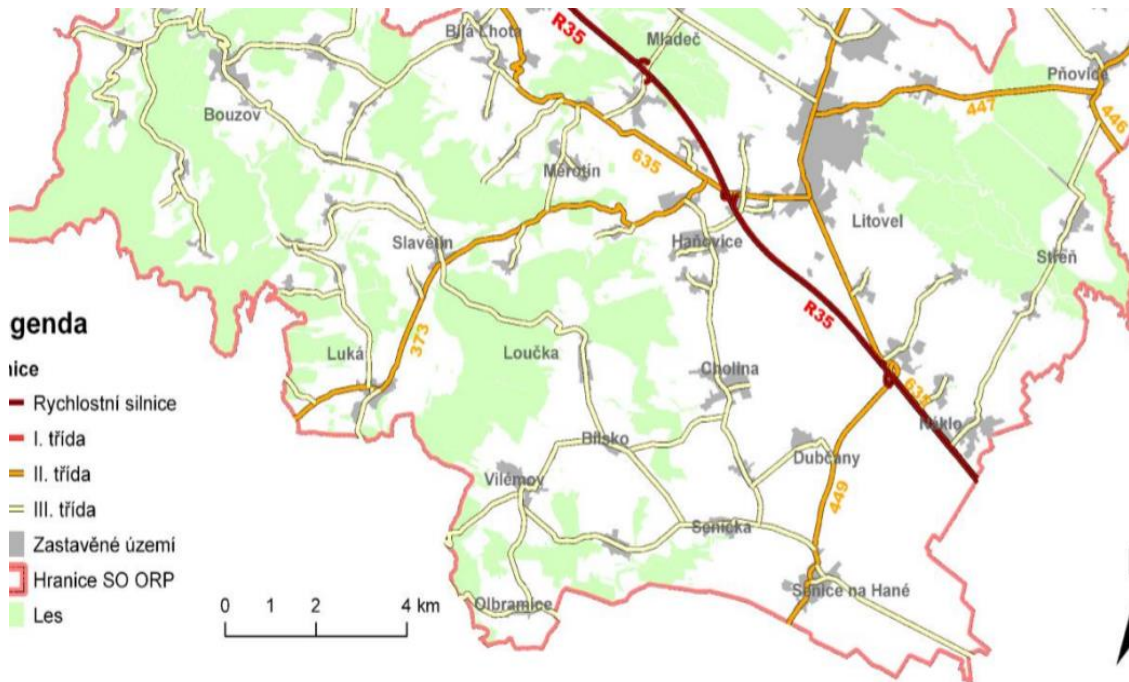 R35
Bílá Lhota
Mladeč
Pňovice
447
446
Bouzov
635
Měrotín
Litovel
Slavětín
Haňovice
Střeň
R35
genda
nice
373
Luká
Loučka
Cholina
635
Rychlostní silnice
Náklo
I. třída
Bílsko
Dubčany
II. třída
Vilémov
449
III. třída
Senička
Zastavěné území
Hranice SO ORP
Senice na Hané
Olbramice
Les
0 1 2 4 km